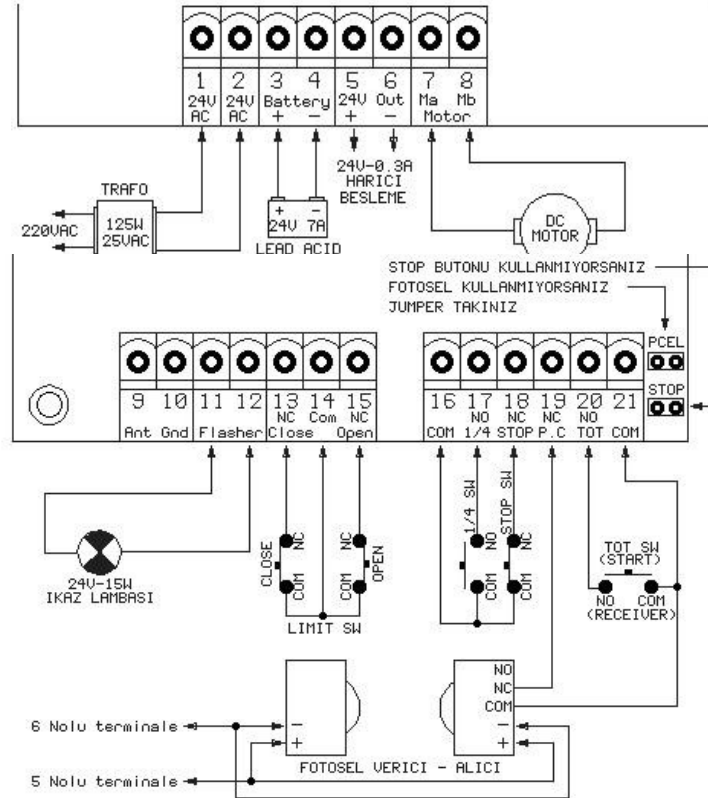 1 2 3 4 5 6 7 8
24V AC 24V AC Battery 24V Out Ma Mb
+ - + - Motor
TRAFO
220VAC
125W
25VAC
+ -
24V 7A
LEAD ACID
24V-0.3A
HARICI
BESLEME
DC
MOTOR
STOP BUTONU KULLANMIYORSANIZ
FOTOSEL KULLANMIYORSANIZ
JUMPER TAKINIZ
PCEL
STOP
9 10 11 12 13 14 15
NC Com NC
Ant Gnd Flasher Close Open
16 17 18 19 20 21
NO NC NC NO
COM 1/4 STOP P.C TOT COM
24V-15W
IKAZ LAMBASI
CLOSE
NC
COM
NC
COM
OPEN
LIMIT SW
1/4 SW
NO
COM
STOP SW
NC
COM
TOT SW
(START)
NO COM
(RECEIVER)
NO
NC
COM
-
+
-
+
6 Nolu terminale
5 Nolu terminale
FOTOSEL VERICI - ALICI